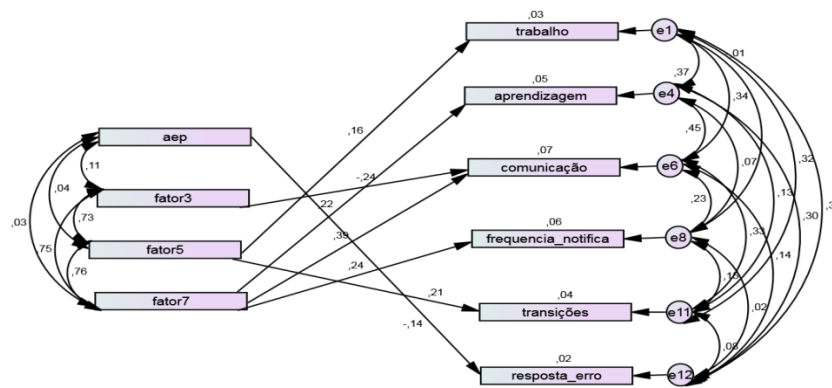 ,03
trabalho
e1
,01
,37
,34
,05
aprendizagem
e4
,16
,45
aep
,07
,32
,11
comunicação
e6
,07
,13
,3
-,24
,04
,22
,30
fator3
,23
,03
,73
,39
,06
,33
,14
fator5
frequencia_notifica
e8
,75
,24
,76
fator7
,21
,04
,02
transições
e11
-,14
,02
,08
resposta_erro
e12